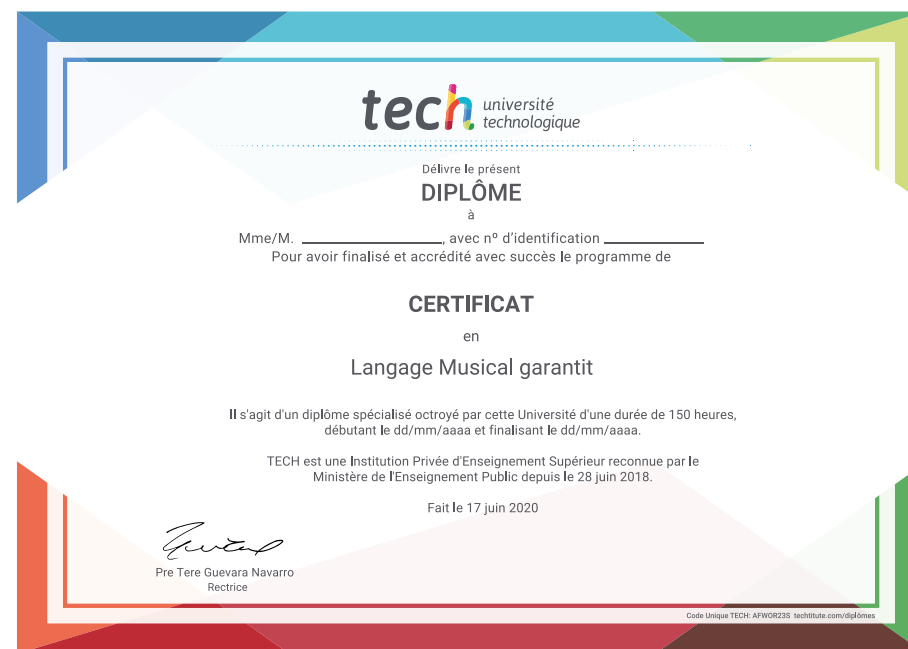 tech université
technologique
Délivre le présent
DIPLÔME
à
Mme/M. ____________________, avec nº d'identification ______________
Pour avoir finalisé et accrédité avec succès le programme de
CERTIFICAT
en
Langage Musical garantit
Il s'agit d'un diplôme spécialisé octroyé par cette Université d'une durée de 150 heures,
débutant le dd/mm/aaaa et finalisant le dd/mm/aaaa.
TECH est une Institution Privée d'Enseignement Supérieur reconnue par le
Ministère de l'Enseignement Public depuis le 28 juin 2018.
Fait le 17 juin 2020
Pre Tere Guevara Navarro
Rectrice
Code Unique TECH: AFWOR23S techtitute.com/diplômes